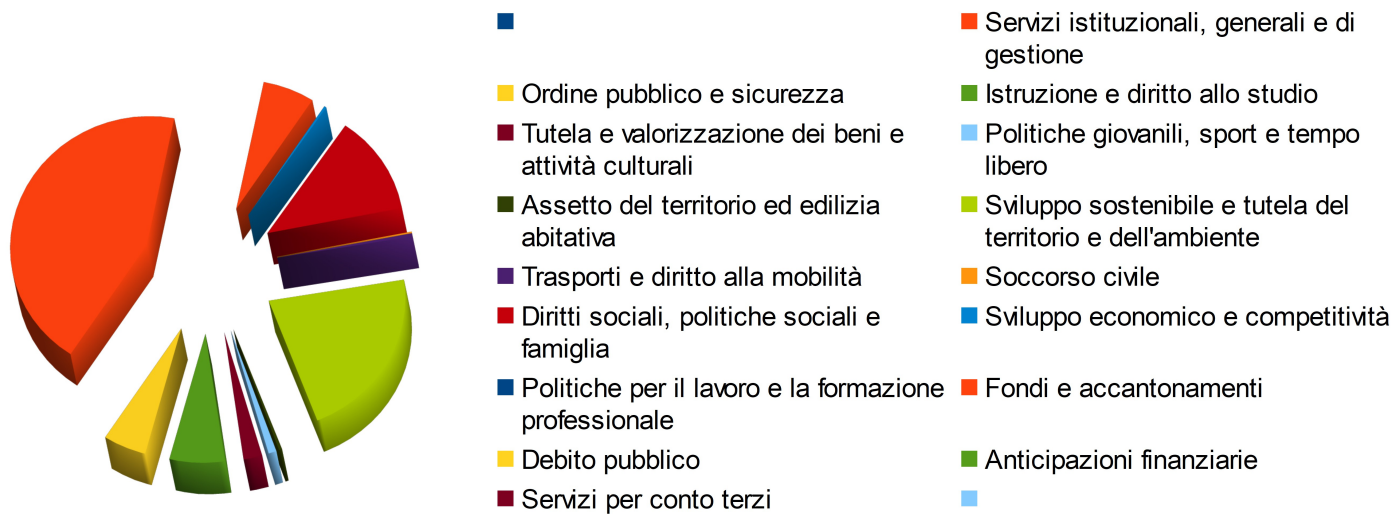 Servizi istituzionali, generali e di
gestione
Ordine pubblico e sicurezza
Istruzione e diritto allo studio
Tutela e valorizzazione dei beni e
attività culturali
Politiche giovanili, sport e tempo
libero
Assetto del territorio ed edilizia
abitativa
Sviluppo sostenibile e tutela del
territorio e dell'ambiente
Trasporti e diritto alla mobilità
Soccorso civile
Diritti sociali, politiche sociali e
famiglia
Sviluppo economico e competitività
Politiche per il lavoro e la formazione
professionale
Fondi e accantonamenti
Debito pubblico
Anticipazioni finanziarie
Servizi per conto terzi